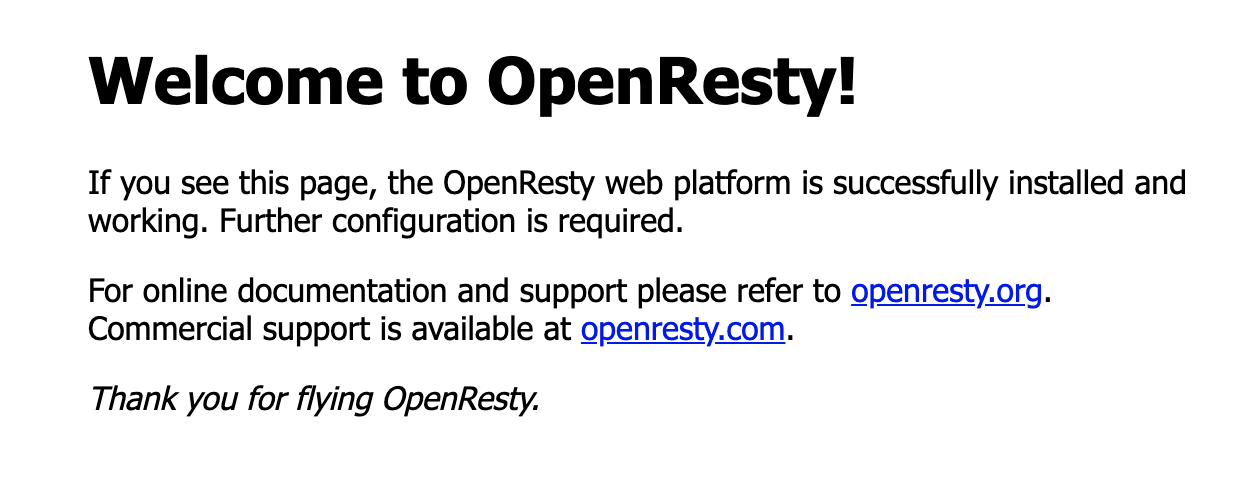 Welcome to OpenResty!
If you see this page, the OpenResty web platform is successfully installed and
working. Further configuration is required.
For online documentation and support please refer to openresty.org.
Commercial support is available at openresty.com.
Thank you for flying OpenResty.